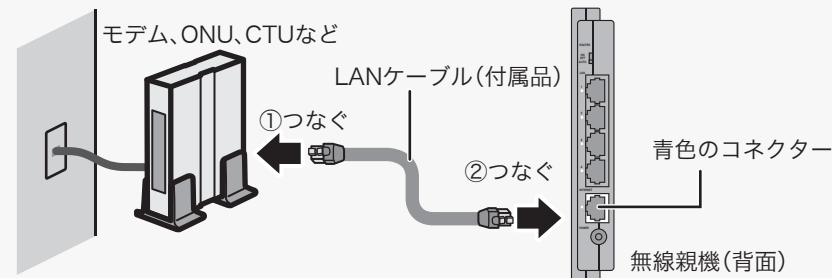 モデム、ONU、CTUなど
LANケーブル（付属品）
①つなぐ
②つなぐ
青色のコネクター
無線親機（背面）
INTERNET